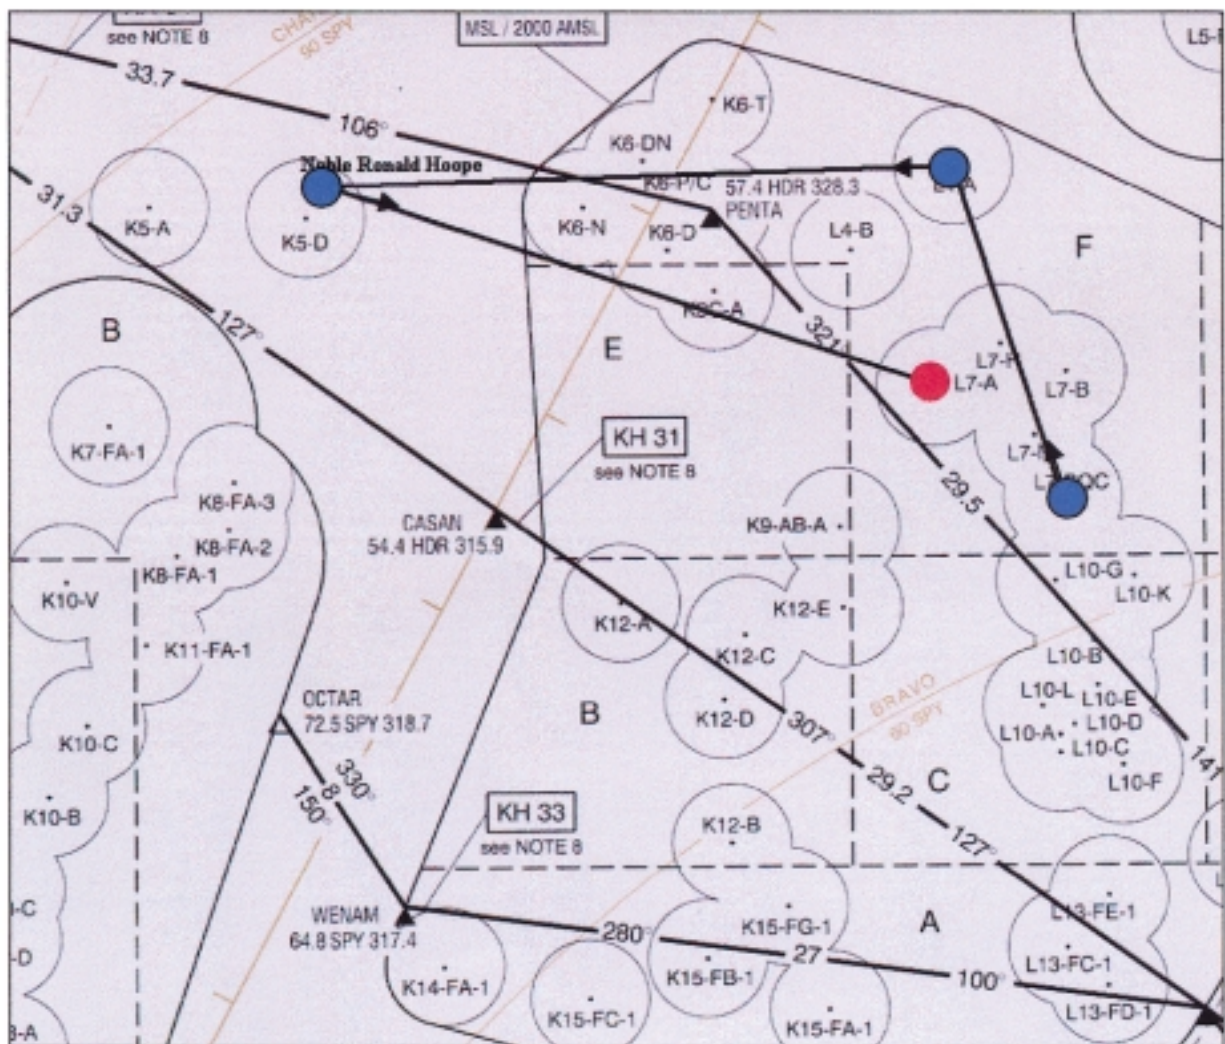 see NOTE 8
90 SPY
MSL / 2000 AMSL
33.7
106°
K6-T
K6-DN
Noble Ronald Hoope
K6-P/C
57.4 HDR 328.3
PENTA
K5-A
K5-D
K6-N
K6-D
L4-B
F
31.3
127°
B
E
321
L7-A
L7-B
K7-FA-1
KH 31
see NOTE 8
K8-FA-3
K8-FA-2
K8-FA-1
CASAN
54.4 HDR 315.9
K9-AB-A
29.5
L10-G
L10-K
K10-V
K11-FA-1
K12-A
K12-E
K12-C
L10-B
OCTAR
72.5 SPY 318.7
B
K12-D
BRAVO
60 SPY
L10-L
L10-E
L10-D
L10-A
L10-C
L10-F
K10-C
307°
29.2
C
141
330°
8
150°
K10-B
KH 33
see NOTE 8
K12-B
127°
WENAM
64.8 SPY 317.4
280°
K15-FG-1
27
A
L13-FE-1
-C
-D
K14-FA-1
K15-FB-1
100°
L13-FC-1
L13-FD-1
K15-FC-1
K15-FA-1
-A